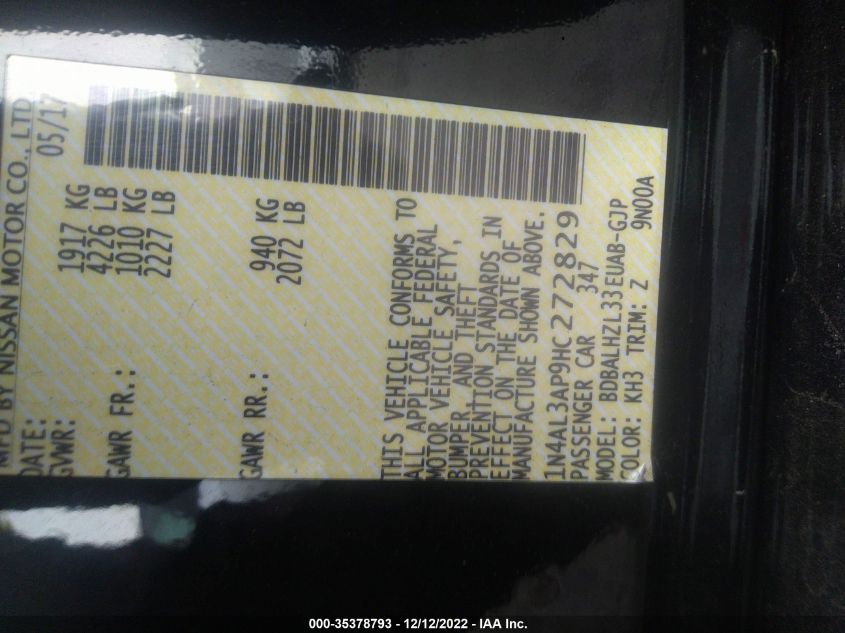 MFD BY NISSAN MOTOR CO., LTD
DATE: 05/17
GVWR: 1917 KG
4226 LB
GAWR FR.: 1010 KG
2227 LB
GAWR RR.: 940 KG
2072 LB
THIS VEHICLE CONFORMS TO
ALL APPLICABLE FEDERAL
MOTOR VEHICLE SAFETY,
BUMPER, AND THEFT
PREVENTION STANDARDS IN
EFFECT ON THE DATE OF
MANUFACTURE SHOWN ABOVE.
1N4AL3AP9HC272829
PASSENGER CAR 347
MODEL: BDBALHZL33EUAB-GJP
COLOR: KH3 TRIM: Z 9N00A
000-35378793 - 12/12/2022 - IAA Inc.